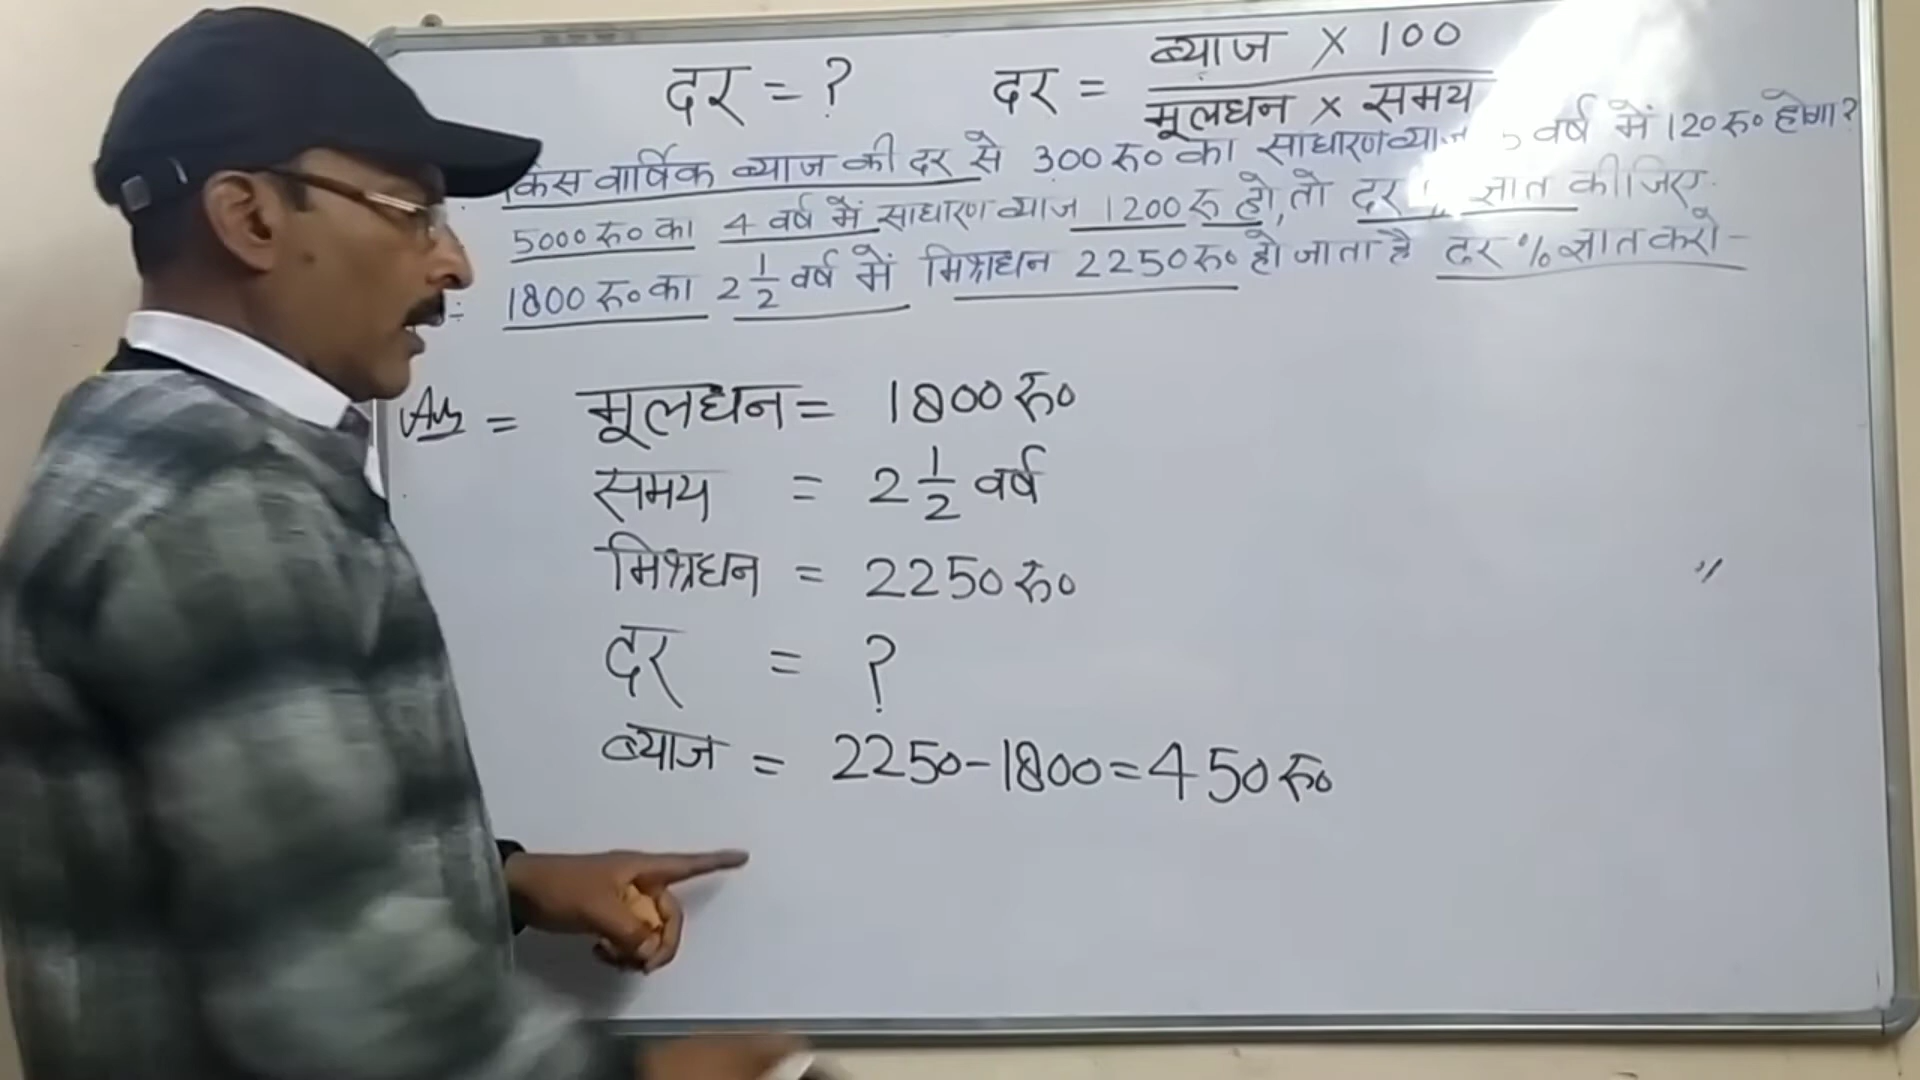 दर = ? दर = ब्याज × 100 / मूलधन × समय
किस वार्षिक ब्याज की दर से 300 रु० का साधारण ब्याज वर्ष में 120 रु० होगा?
5000 रु० का 4 वर्ष में साधारण ब्याज 1200 रु हो, तो दर ज्ञात कीजिए.
1800 रु० का 2 1/2 वर्ष में मिश्रधन 2250 रु० हो जाता है दर % ज्ञात करो -
Ans = मूलधन = 1800 रु०
समय = 2 1/2 वर्ष
मिश्रधन = 2250 रु०
दर = ?
ब्याज = 2250 - 1800 = 450 रु०